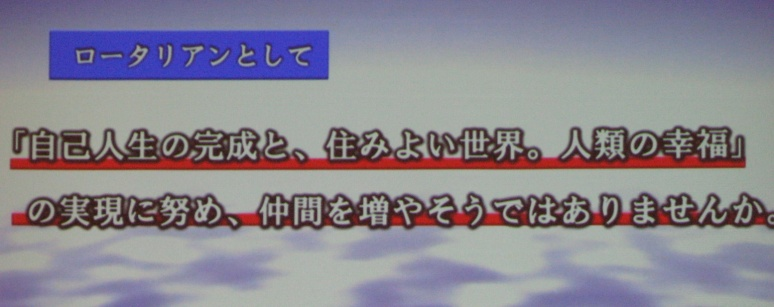 ロータリアンとして
「自己人生の完成と、住みよい世界。人類の幸福」
の実現に努め、仲間を増やそうではありませんか。